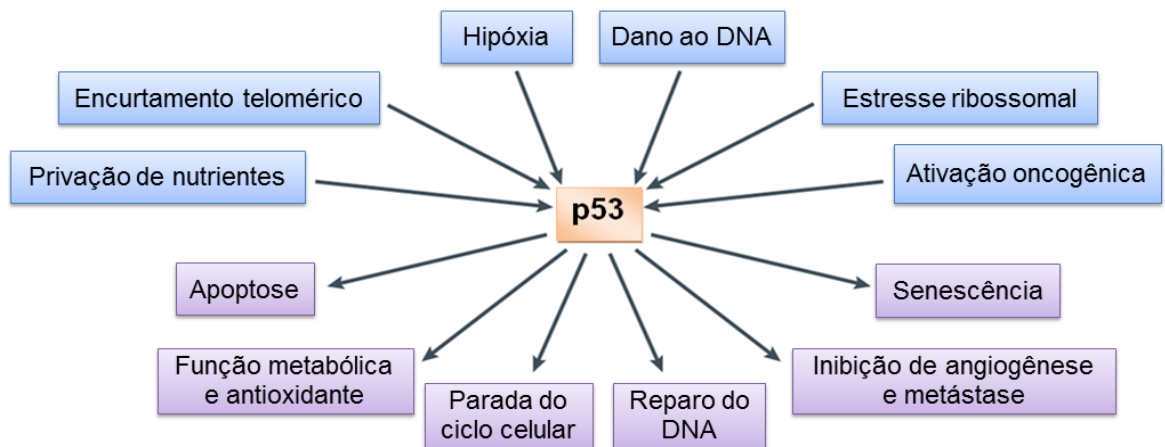 Hipóxia
Dano ao DNA
Encurtamento telomérico
Estresse ribossomal
Privação de nutrientes
Ativação oncogênica
p53
Apoptose
Senescência
Função metabólica
e antioxidante
Parada do
ciclo celular
Reparo do
DNA
Inibição de angiogênese
e metástase